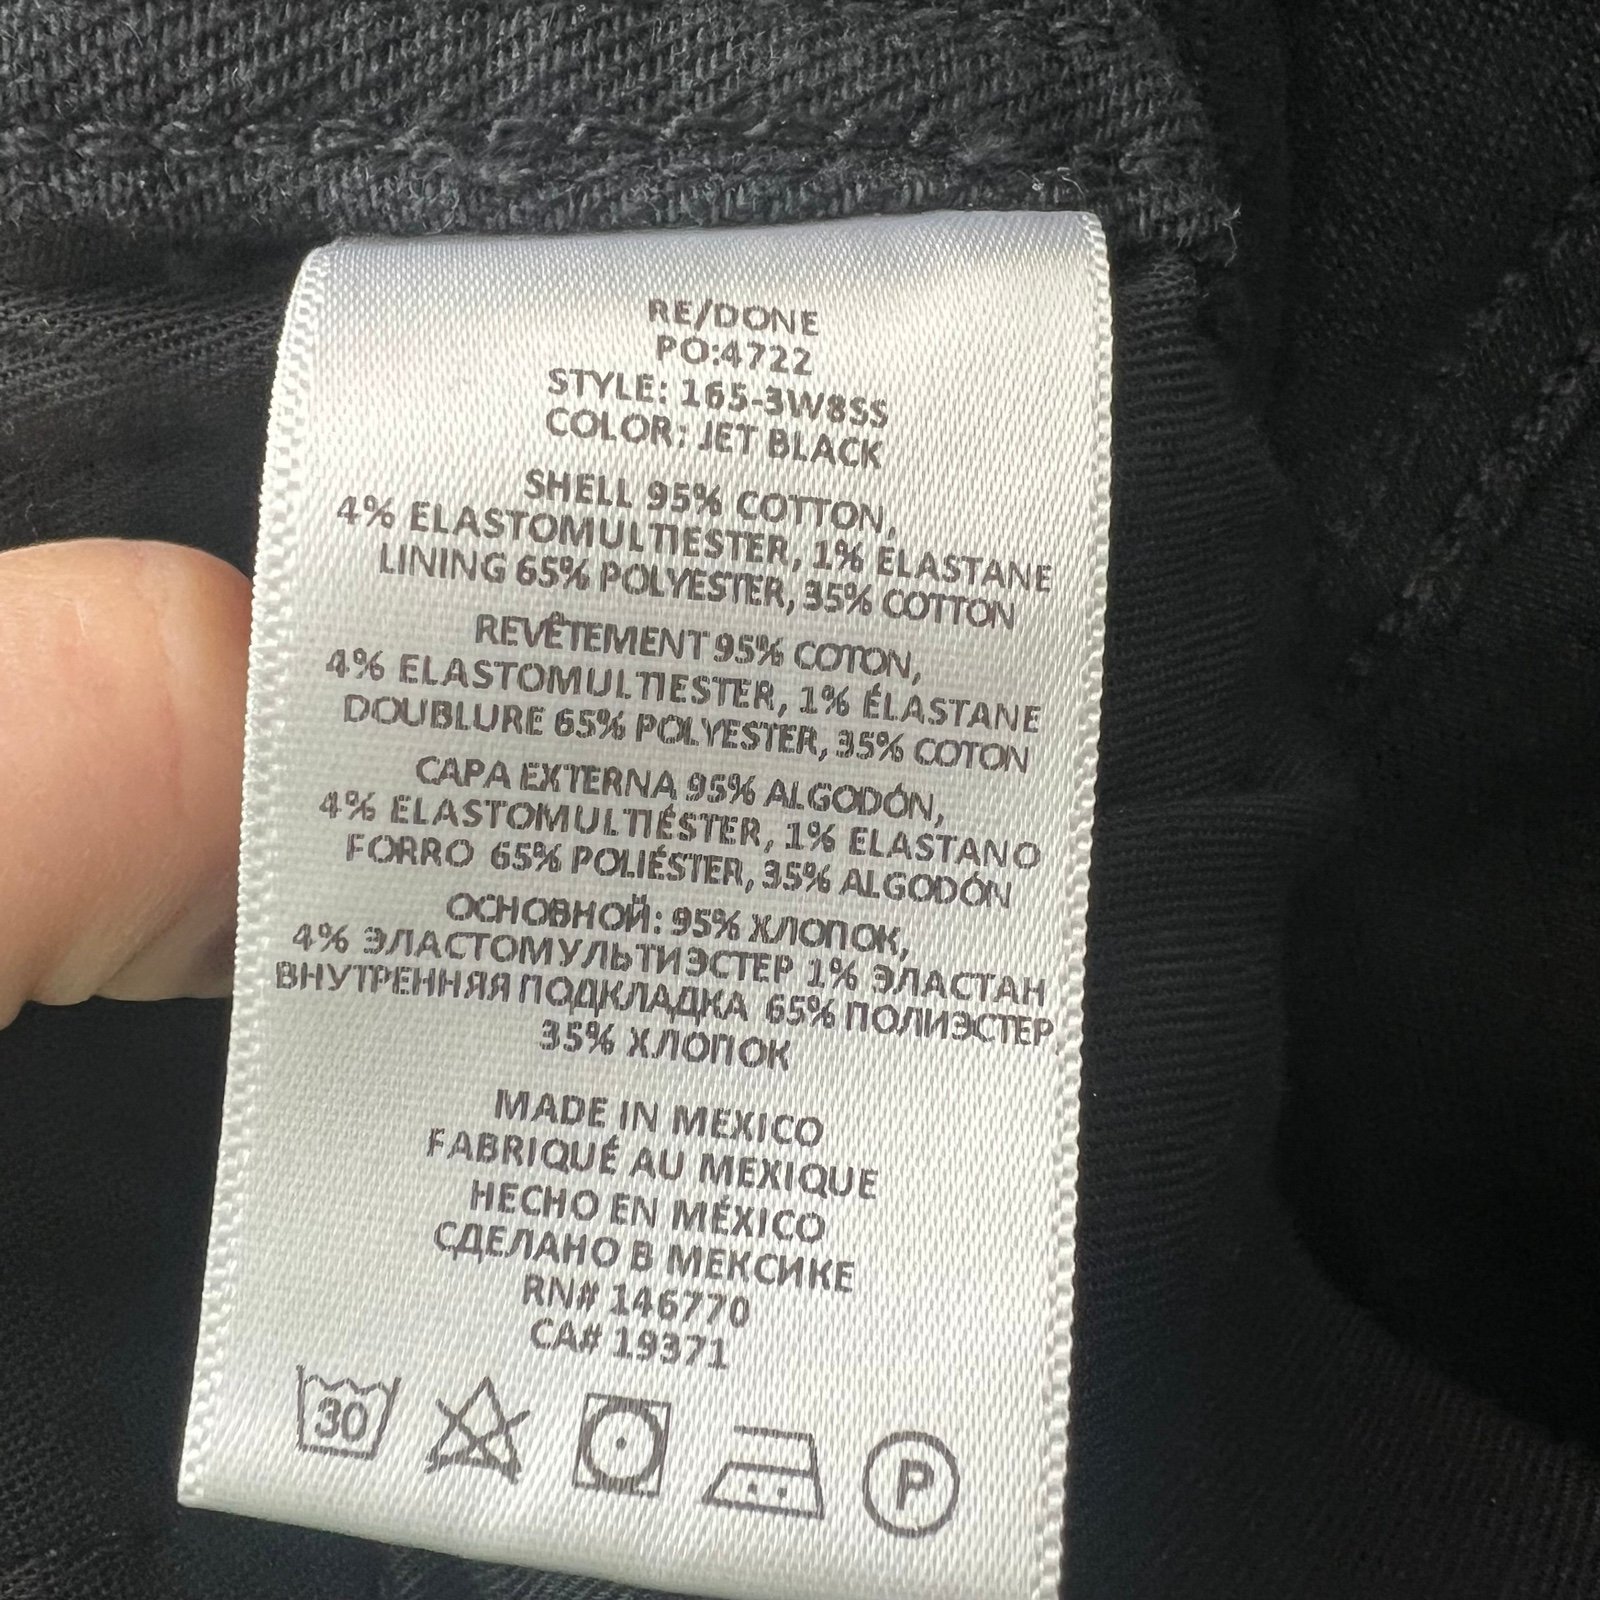 RE/DONE
PO:4722
STYLE: 165-3W8SS
COLOR: JET BLACK
SHELL 95% COTTON,
4% ELASTOMULTIESTER, 1% ELASTANE
LINING 65% POLYESTER, 35% COTTON
REVÊTEMENT 95% COTON,
4% ELASTOMULTIESTER, 1% ÉLASTANE
DOUBLURE 65% POLYESTER, 35% COTON
CAPA EXTERNA 95% ALGODÓN,
4% ELASTOMULTIÉSTER, 1% ELASTANO
FORRO 65% POLIÉSTER, 35% ALGODÓN
ОСНОВНОЙ: 95% ХЛОПОК,
4% ЭЛАСТОМУЛЬТИЭСТЕР 1% ЭЛАСТАН
ВНУТРЕННЯЯ ПОДКЛАДКА 65% ПОЛИЭСТЕР,
35% ХЛОПОК
MADE IN MEXICO
FABRIQUÉ AU MEXIQUE
HECHO EN MÉXICO
СДЕЛАНО В МЕКСИКЕ
RN# 146770
CA# 19371
30 P